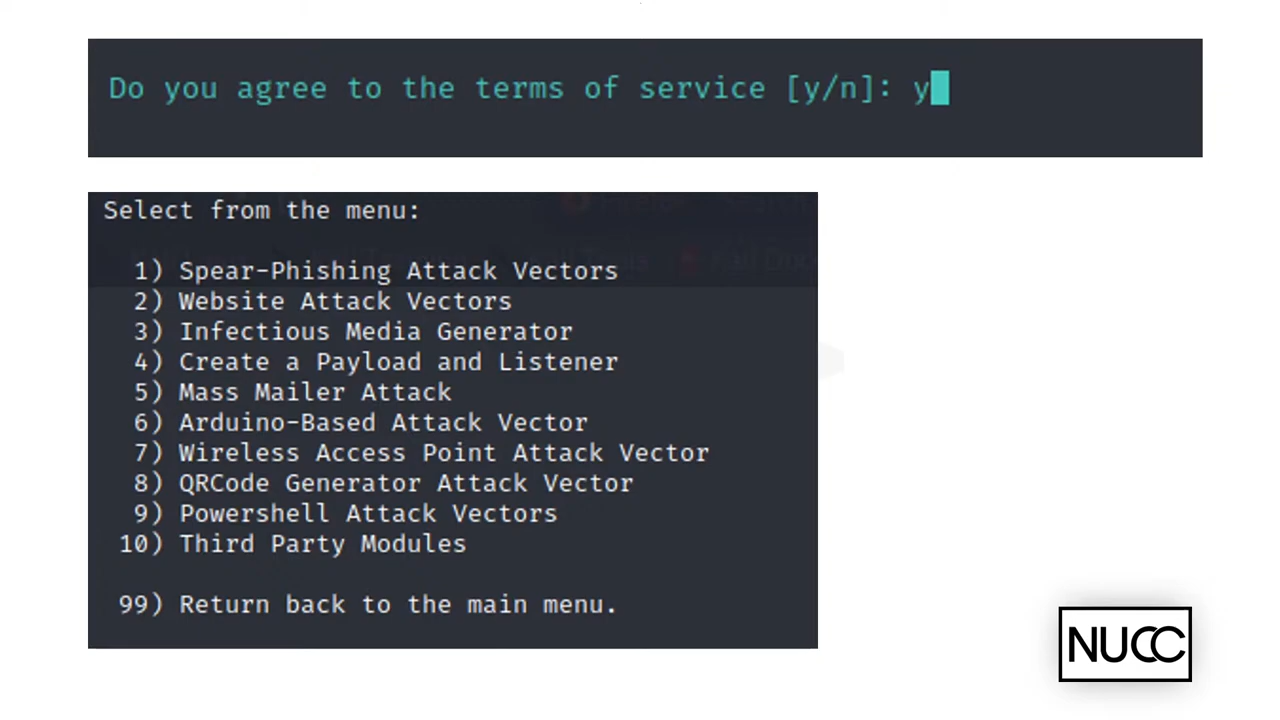 Do you agree to the terms of service [y/n]: y
Select from the menu:
1) Spear-Phishing Attack Vectors
2) Website Attack Vectors
3) Infectious Media Generator
4) Create a Payload and Listener
5) Mass Mailer Attack
6) Arduino-Based Attack Vector
7) Wireless Access Point Attack Vector
8) QRCode Generator Attack Vector
9) Powershell Attack Vectors
10) Third Party Modules
99) Return back to the main menu.
NUCC